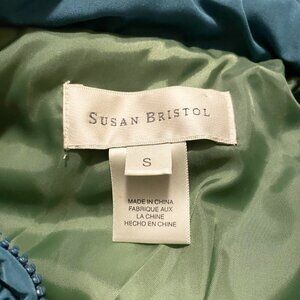 SUSAN BRISTOL
S
MADE IN CHINA
FABRIQUE AUX
LA CHINE
HECHO EN CHINE